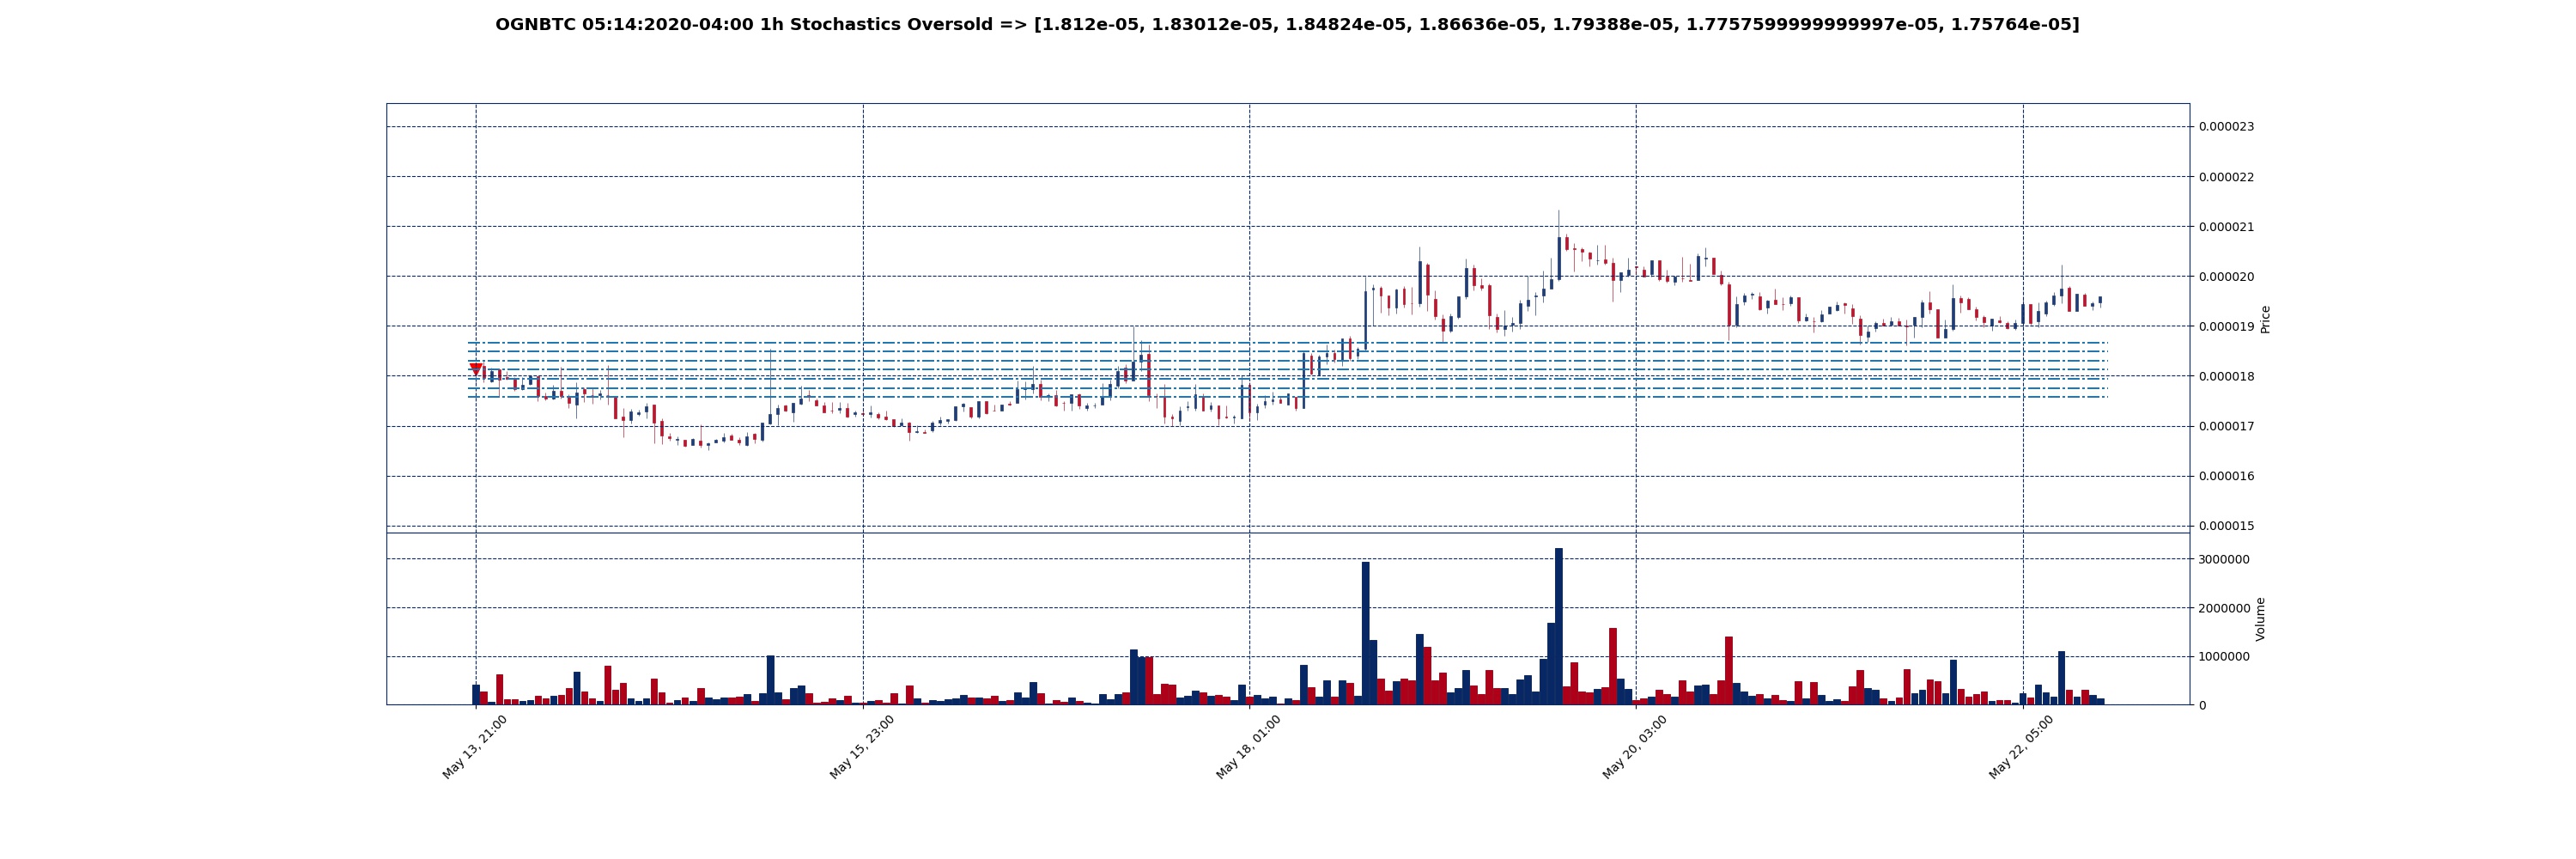 OGNBTC 05:14:2020-04:00 1h Stochastics Oversold => [1.812e-05, 1.83012e-05, 1.84824e-05, 1.86636e-05, 1.79388e-05, 1.7757599999999997e-05, 1.75764e-05]
0.000023
0.000022
0.000021
0.000020
0.000019
0.000018
0.000017
0.000016
0.000015
Price
3000000
2000000
1000000
0
Volume
May 13, 21:00
May 15, 23:00
May 18, 01:00
May 20, 03:00
May 22, 05:00